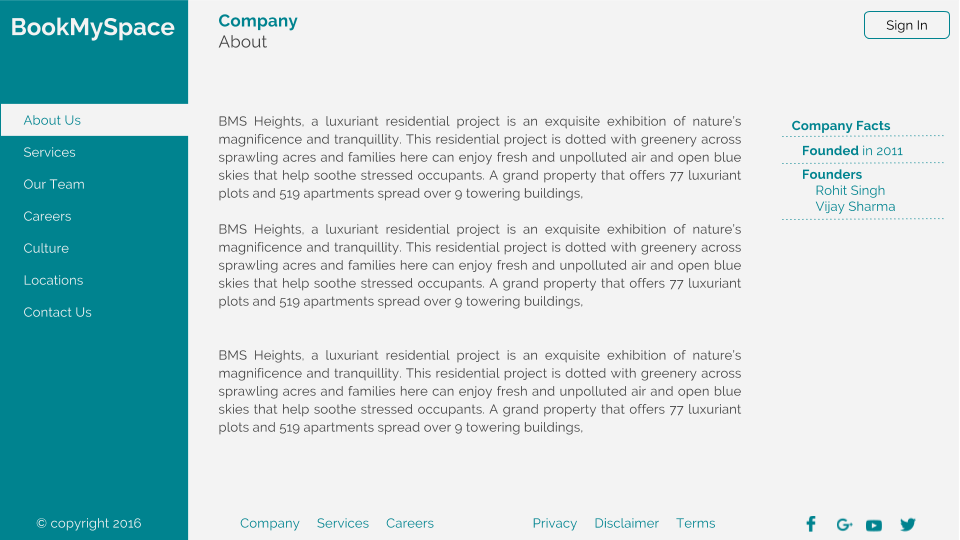 BookMySpace
Company
About
Sign In
About Us
Services
Our Team
Careers
Culture
Locations
Contact Us
BMS Heights, a luxuriant residential project is an exquisite exhibition of nature's
magnificence and tranquillity. This residential project is dotted with greenery across
sprawling acres and families here can enjoy fresh and unpolluted air and open blue
skies that help soothe stressed occupants. A grand property that offers 77 luxuriant
plots and 519 apartments spread over 9 towering buildings,
BMS Heights, a luxuriant residential project is an exquisite exhibition of nature's
magnificence and tranquillity. This residential project is dotted with greenery across
sprawling acres and families here can enjoy fresh and unpolluted air and open blue
skies that help soothe stressed occupants. A grand property that offers 77 luxuriant
plots and 519 apartments spread over 9 towering buildings,
BMS Heights, a luxuriant residential project is an exquisite exhibition of nature's
magnificence and tranquillity. This residential project is dotted with greenery across
sprawling acres and families here can enjoy fresh and unpolluted air and open blue
skies that help soothe stressed occupants. A grand property that offers 77 luxuriant
plots and 519 apartments spread over 9 towering buildings,
Company Facts
Founded in 2011
Founders
Rohit Singh
Vijay Sharma
© copyright 2016
Company Services Careers Privacy Disclaimer Terms